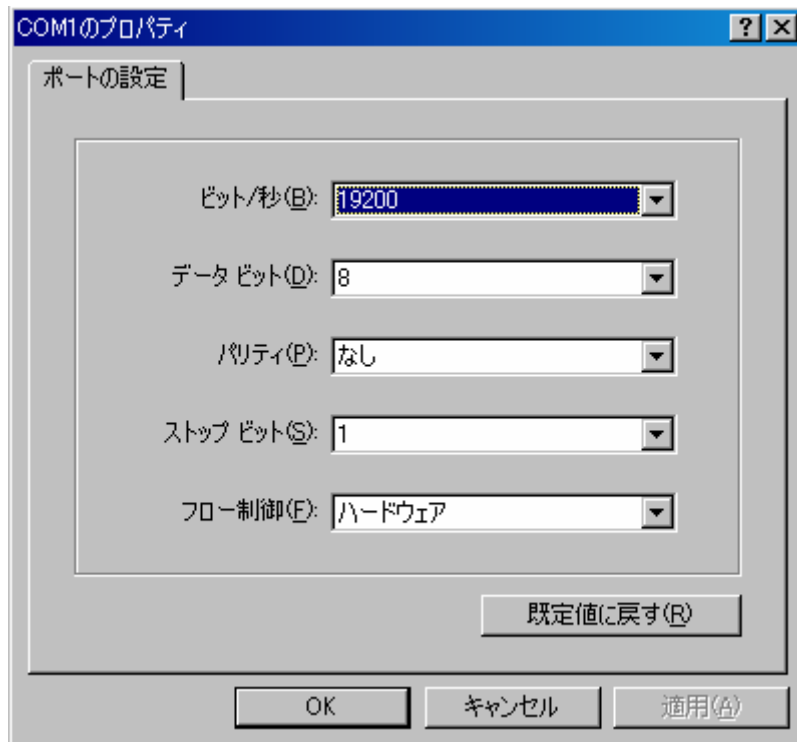 COM1のプロパティ
ポートの設定
ビット/秒(B): 19200
データ ビット(D): 8
パリティ(P): なし
ストップ ビット(S): 1
フロー制御(F): ハードウェア
既定値に戻す(R)
OK キャンセル 適用(A)